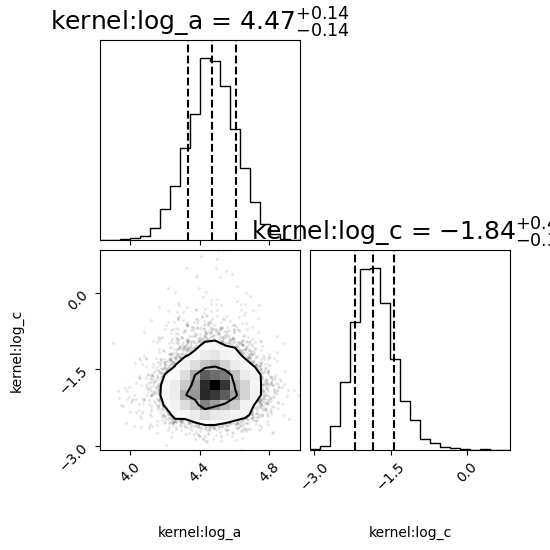 kernel:log_a = 4.47+0.14−0.14
kernel:log_c = −1.84
0.0
−1.5
−3.0
kernel:log_c
4.0
4.4
4.8
−3.0
−1.5
0.0
kernel:log_a
kernel:log_c